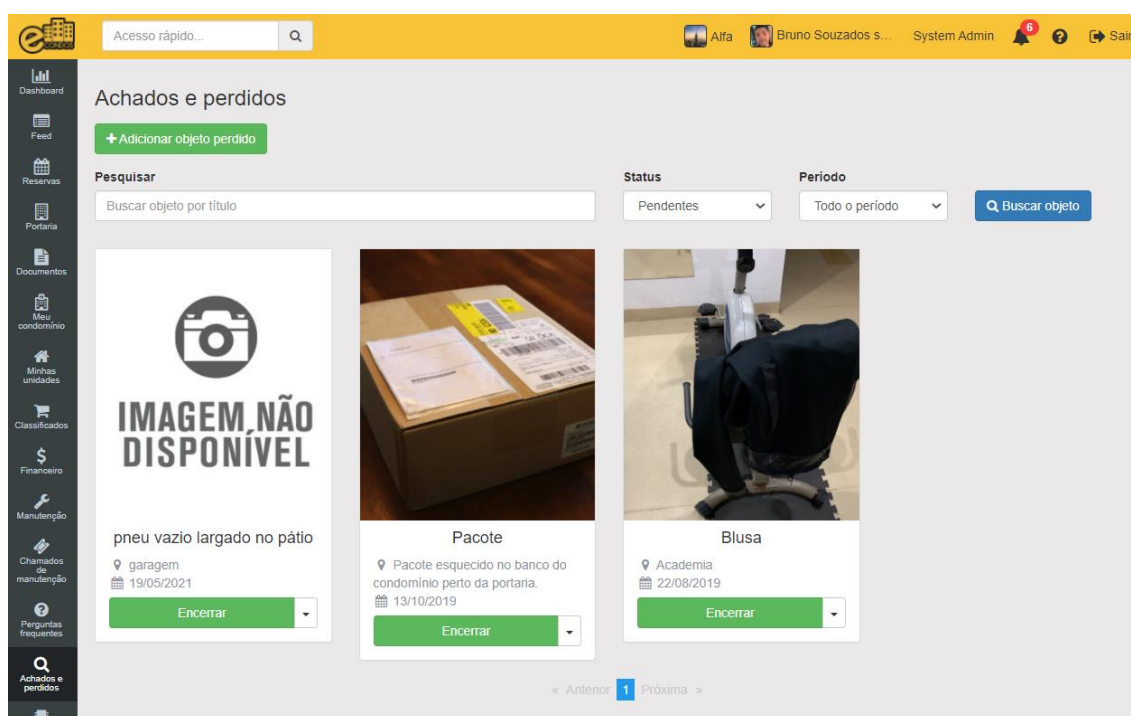 Acesso rápido...
Alfa
Bruno Souzados s...
System Admin
6
Sair
Dashboard
Feed
Reservas
Portaria
Documentos
Meu
condomínio
Minhas
unidades
Classificados
Financeiro
Manutenção
Chamados
de
manutenção
Perguntas
frequentes
Achados e
perdidos
Achados e perdidos
Adicionar objeto perdido
Pesquisar
Buscar objeto por título
Status
Pendentes
Período
Todo o período
Buscar objeto
IMAGEM NÃO
DISPONÍVEL
pneu vazio largado no pátio
garagem
19/05/2021
Encerrar
Pacote
Pacote esquecido no banco do
condomínio perto da portaria.
13/10/2019
Encerrar
Blusa
Academia
22/08/2019
Encerrar
« Anterior 1 Próxima »